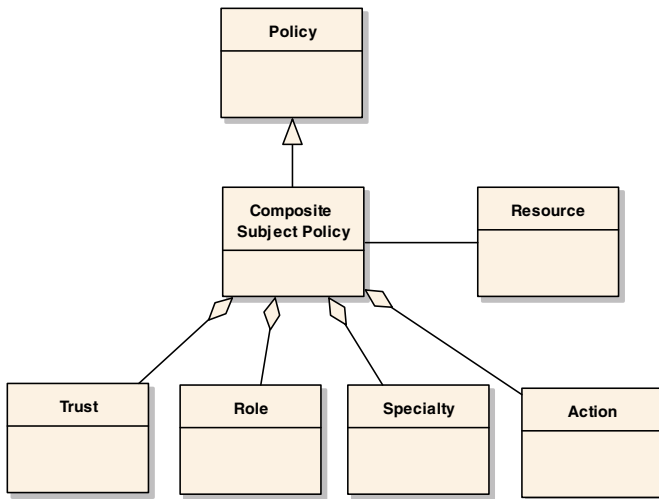 Policy
Composite
Subject Policy
Resource
Trust
Role
Specialty
Action